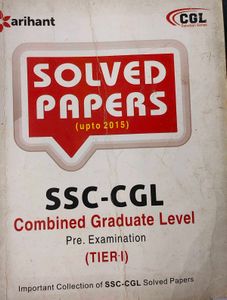 arihant
CGL
SOLVED
PAPERS
(upto 2015)
SSC-CGL
Combined Graduate Level
Pre. Examination
(TIER-I)
Important Collection of SSC-CGL Solved Papers